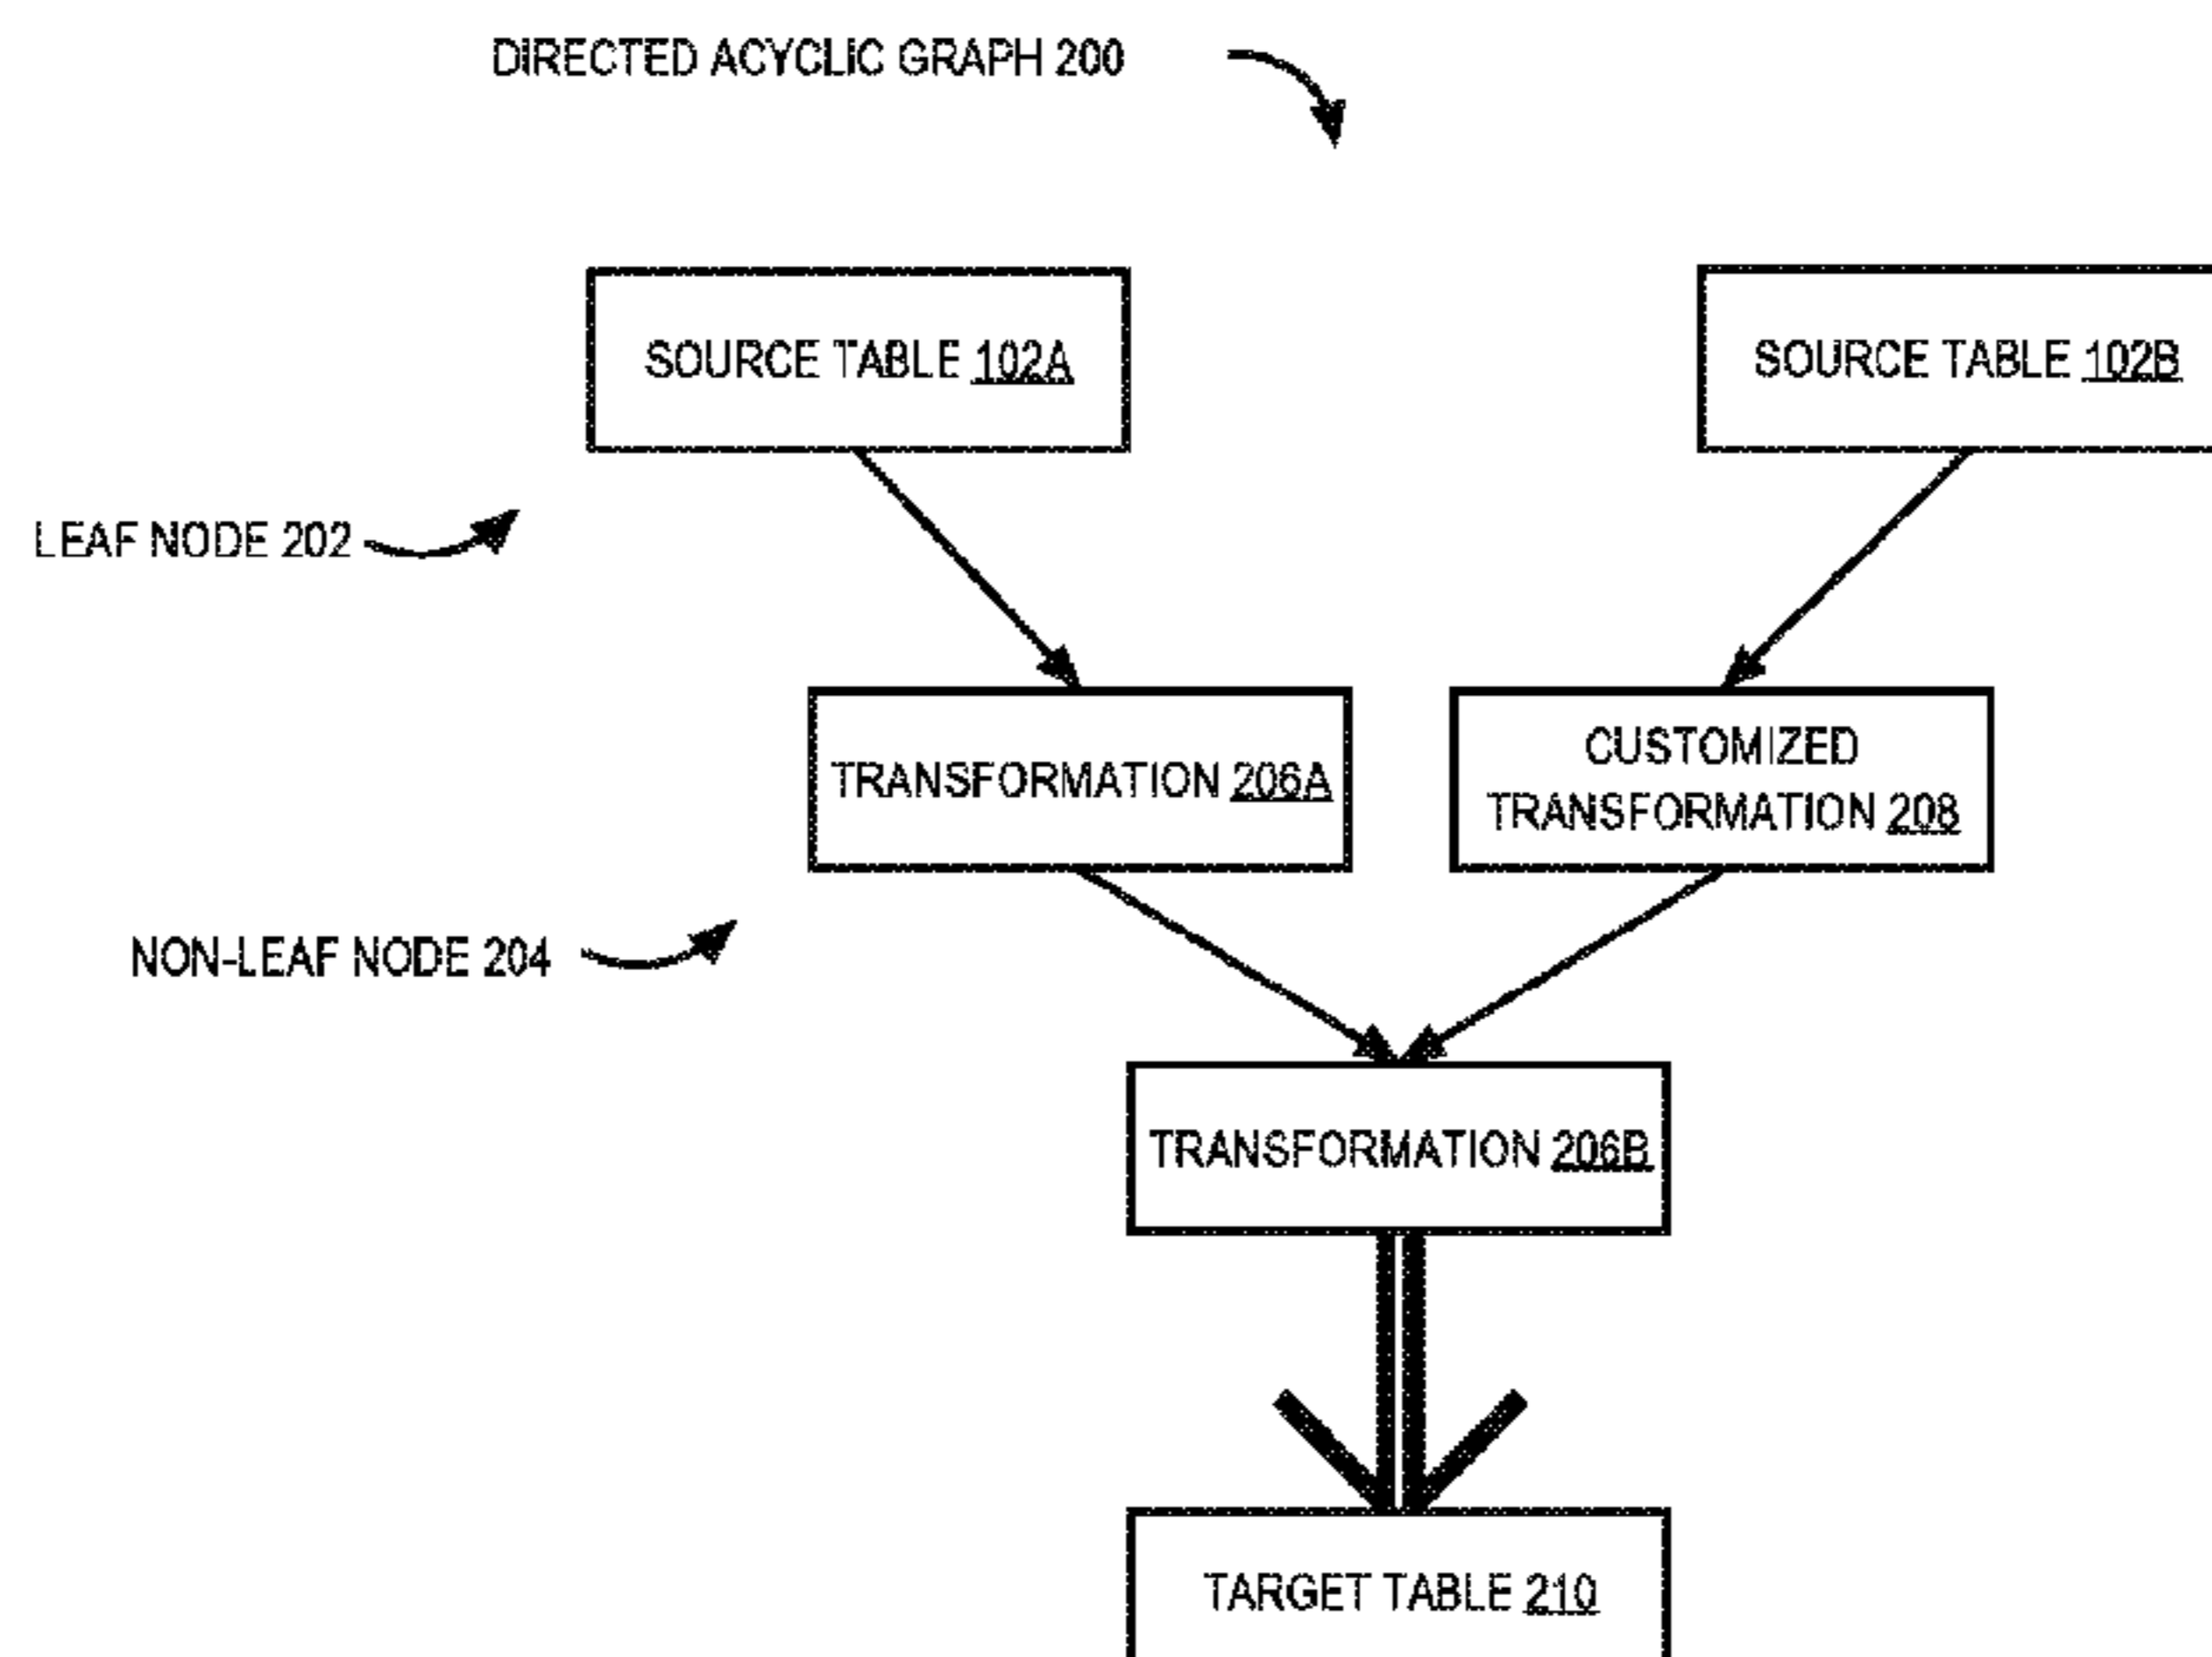 DIRECTED ACYCLIC GRAPH 200
SOURCE TABLE 102A
SOURCE TABLE 102B
LEAF NODE 202
TRANSFORMATION 206A
CUSTOMIZED
TRANSFORMATION 208
NON-LEAF NODE 204
TRANSFORMATION 206B
TARGET TABLE 210